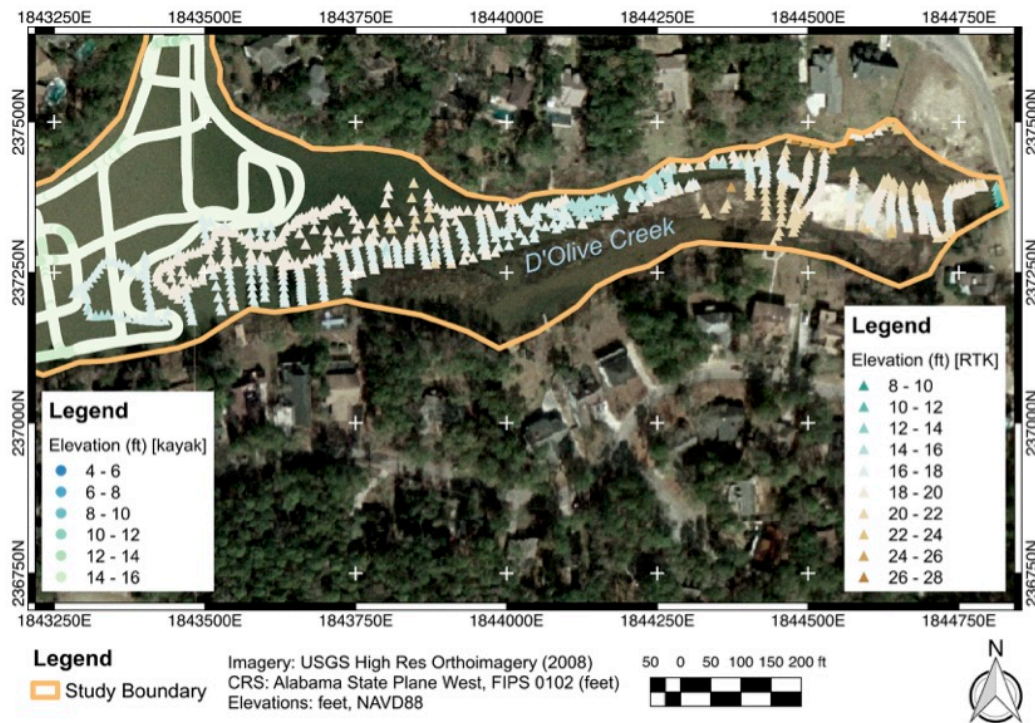 1843250E 1843500E 1843750E 1844000E 1844250E 1844500E 1844750E
237500N 237500N
237250N 237250N
D'Olive Creek
237000N 237000N
236750N 236750N
Legend
Elevation (ft) [kayak]
4 - 6
6 - 8
8 - 10
10 - 12
12 - 14
14 - 16
Legend
Elevation (ft) [RTK]
8 - 10
10 - 12
12 - 14
14 - 16
16 - 18
18 - 20
20 - 22
22 - 24
24 - 26
26 - 28
1843250E 1843500E 1843750E 1844000E 1844250E 1844500E 1844750E
Legend
Study Boundary
Imagery: USGS High Res Orthoimagery (2008)
CRS: Alabama State Plane West, FIPS 0102 (feet)
Elevations: feet, NAVD88
50 0 50 100 150 200 ft
N